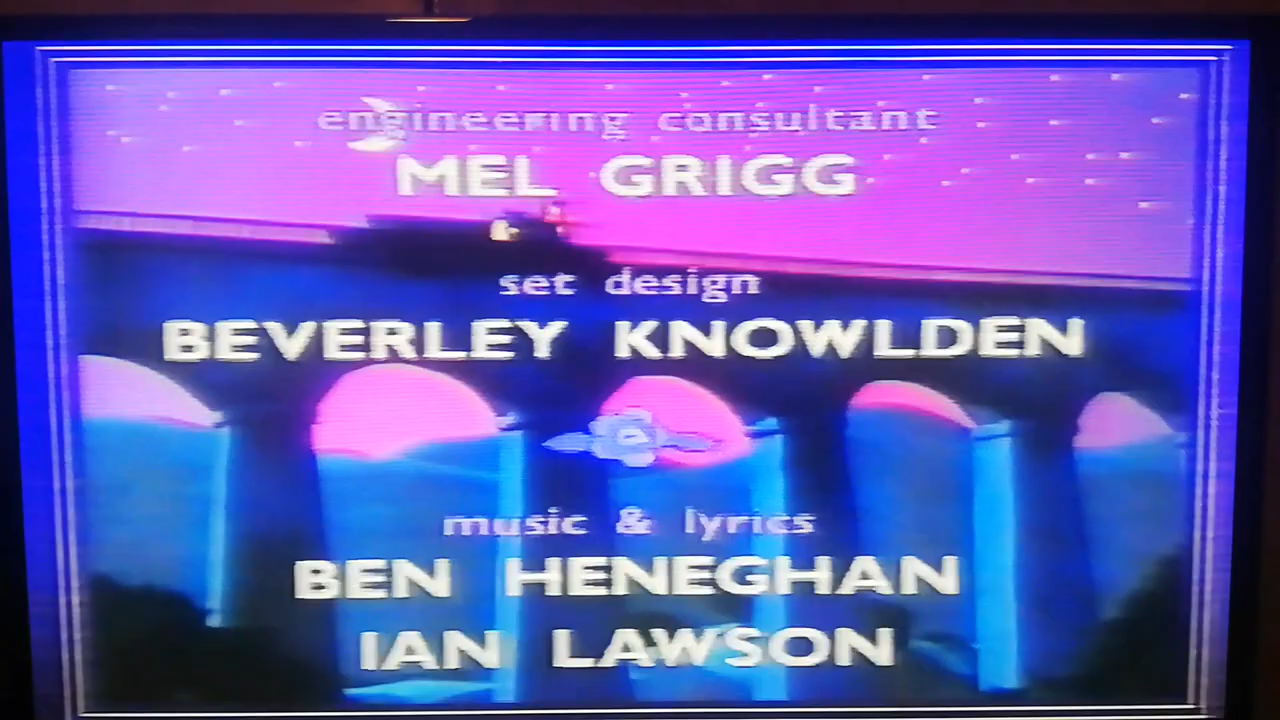 engineering consultant
MEL GRIGG
set design
BEVERLEY KNOWLDEN
music & lyrics
BEN HENEGHAN
IAN LAWSON